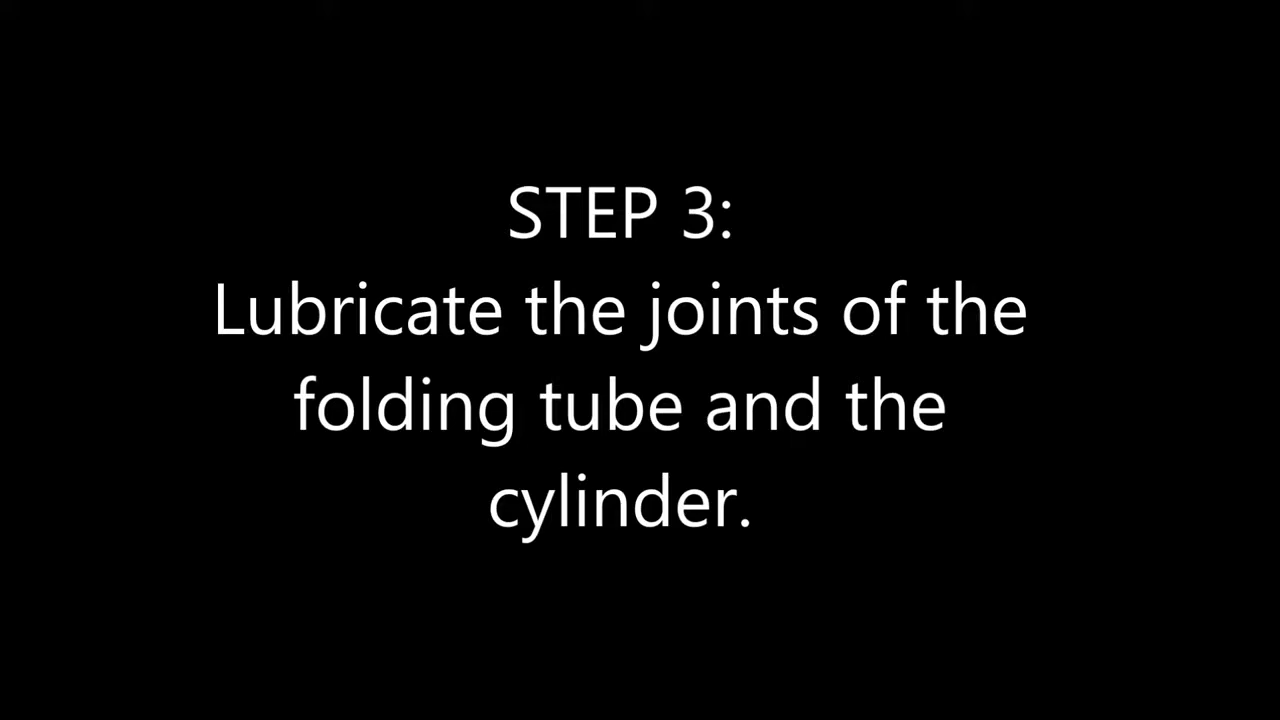 STEP 3:
Lubricate the joints of the
folding tube and the
cylinder.